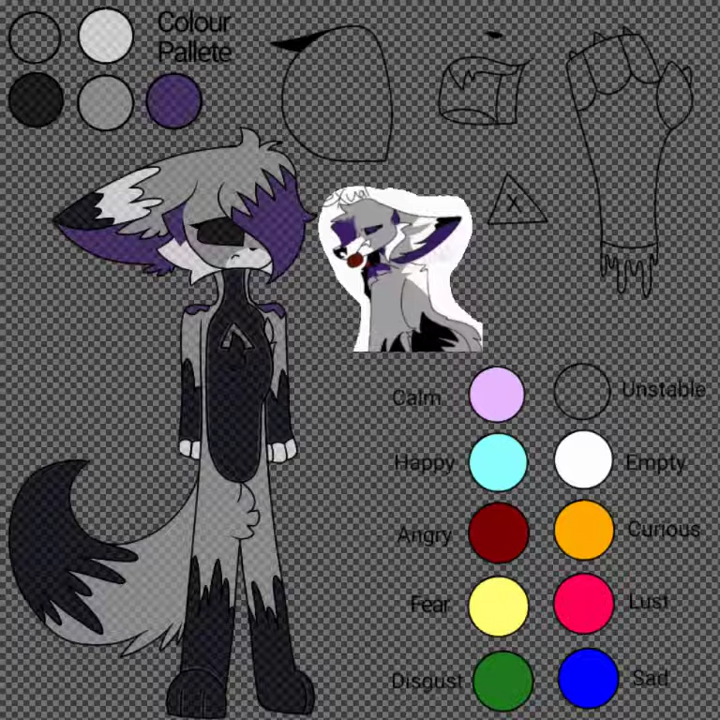 Colour
Pallete
Calm
Unstable
Happy
Empty
Angry
Curious
Fear
Lust
Disgust
Sad